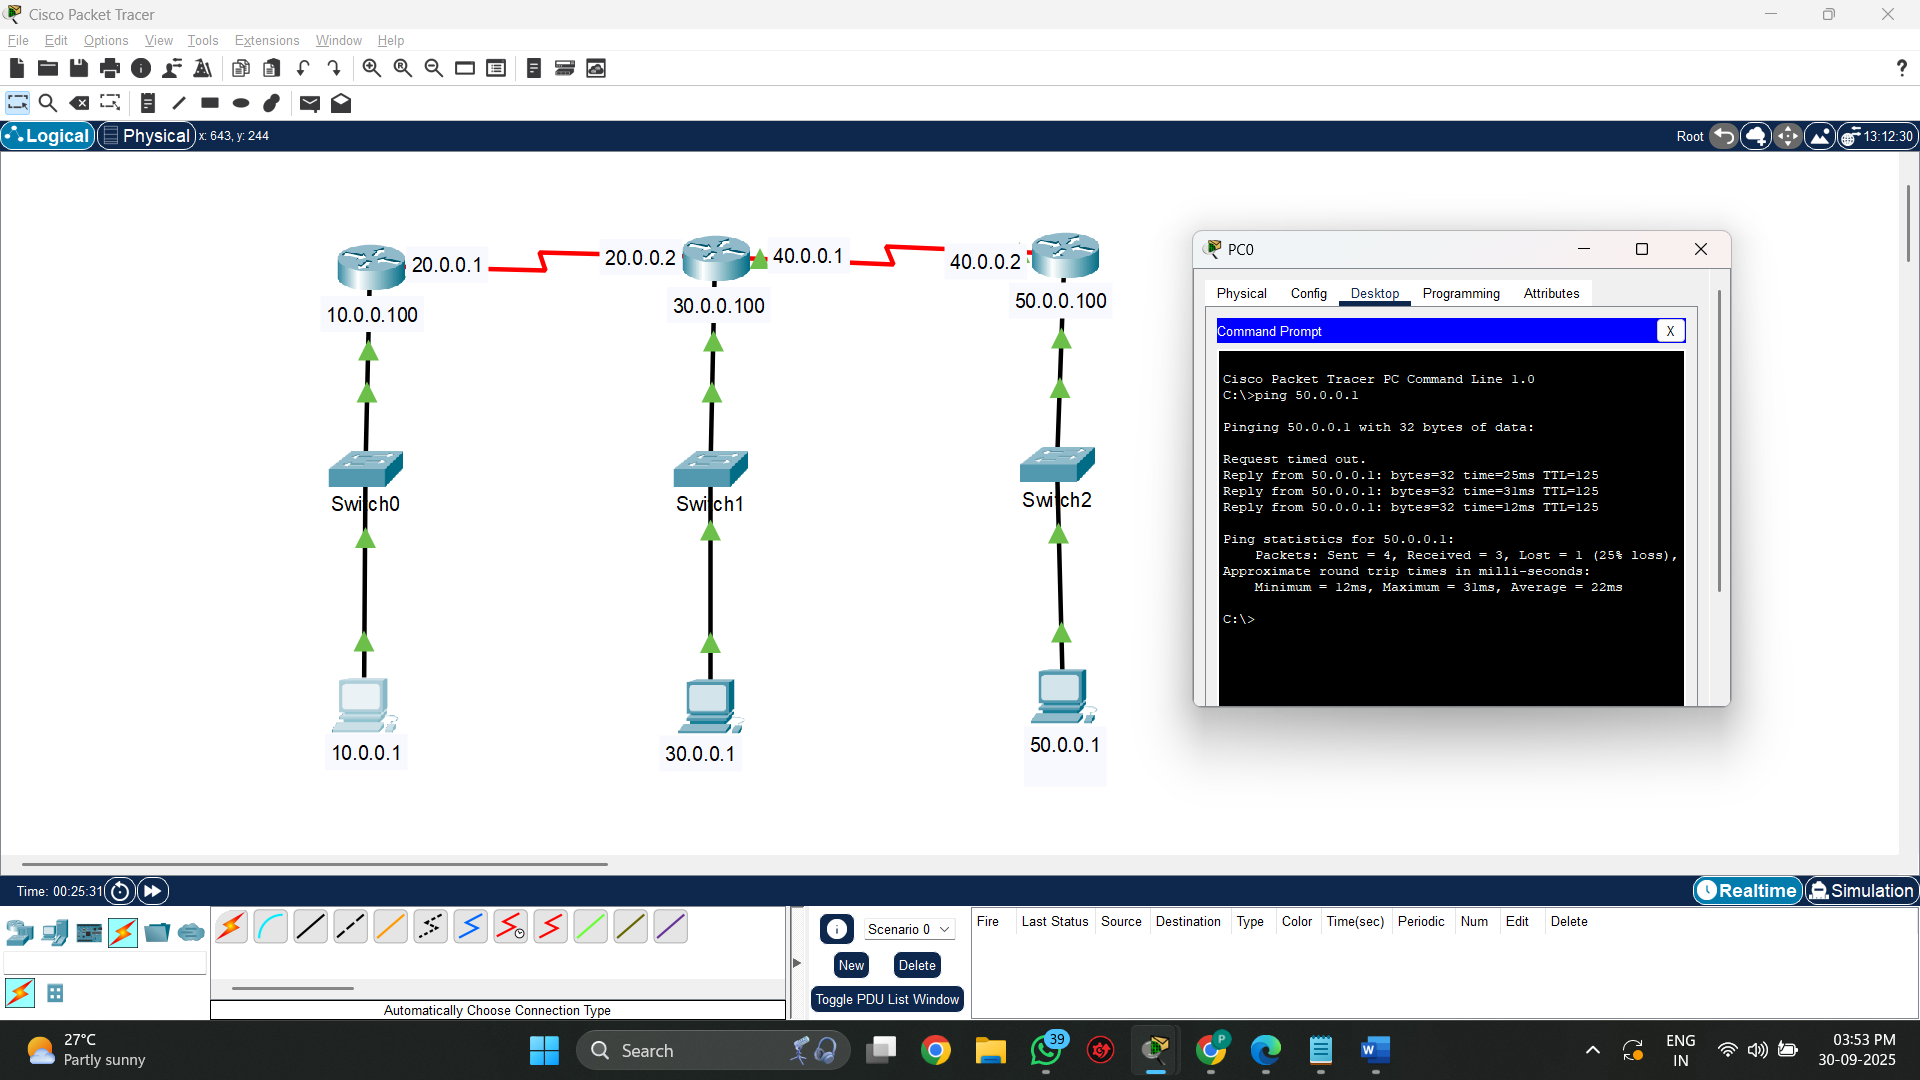 Cisco Packet Tracer
File Edit Options View Tools Extensions Window Help
Logical Physical x: 643, y: 244 Root 13:12:30
20.0.0.1 20.0.0.2 40.0.0.1 40.0.0.2
10.0.0.100 30.0.0.100 50.0.0.100
Switch0 Switch1 Switch2
10.0.0.1 30.0.0.1 50.0.0.1
PC0
Physical Config Desktop Programming Attributes
Command Prompt X
Cisco Packet Tracer PC Command Line 1.0
C:\>ping 50.0.0.1
Pinging 50.0.0.1 with 32 bytes of data:
Request timed out.
Reply from 50.0.0.1: bytes=32 time=25ms TTL=125
Reply from 50.0.0.1: bytes=32 time=31ms TTL=125
Reply from 50.0.0.1: bytes=32 time=12ms TTL=125
Ping statistics for 50.0.0.1:
Packets: Sent = 4, Received = 3, Lost = 1 (25% loss),
Approximate round trip times in milli-seconds:
Minimum = 12ms, Maximum = 31ms, Average = 22ms
C:\>
Time: 00:25:31 Realtime Simulation
Scenario 0
New Delete
Toggle PDU List Window
Fire Last Status Source Destination Type Color Time(sec) Periodic Num Edit Delete
Automatically Choose Connection Type
27°C
Partly sunny
Search
39
P
ENG
IN
03:53 PM
30-09-2025